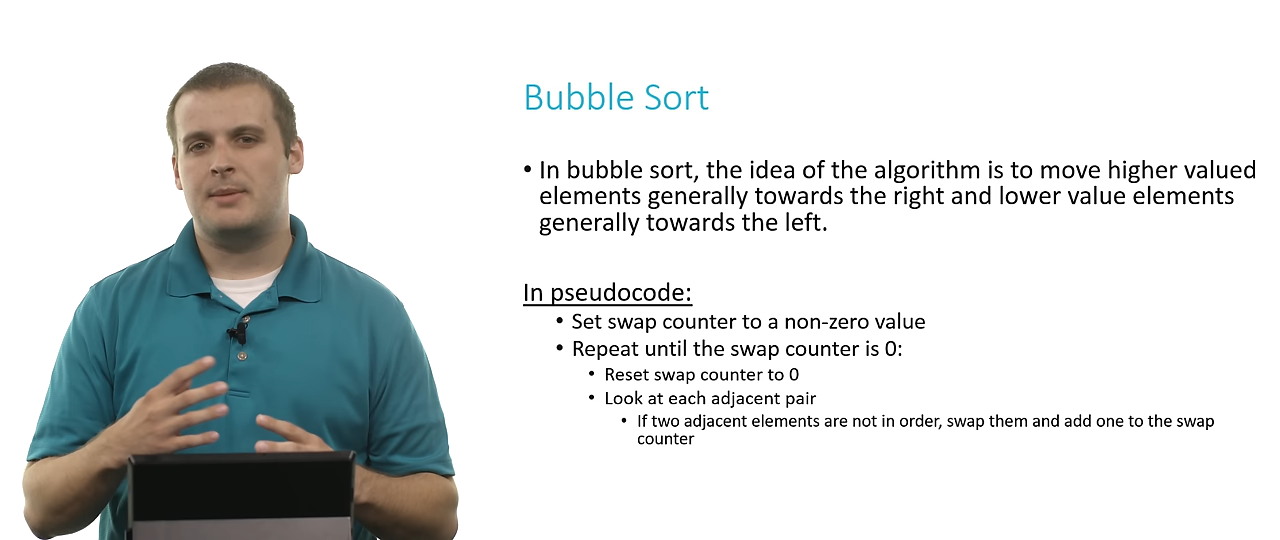 Bubble Sort
• In bubble sort, the idea of the algorithm is to move higher valued
elements generally towards the right and lower value elements
generally towards the left.
In pseudocode:
• Set swap counter to a non-zero value
• Repeat until the swap counter is 0:
• Reset swap counter to 0
• Look at each adjacent pair
• If two adjacent elements are not in order, swap them and add one to the swap
counter